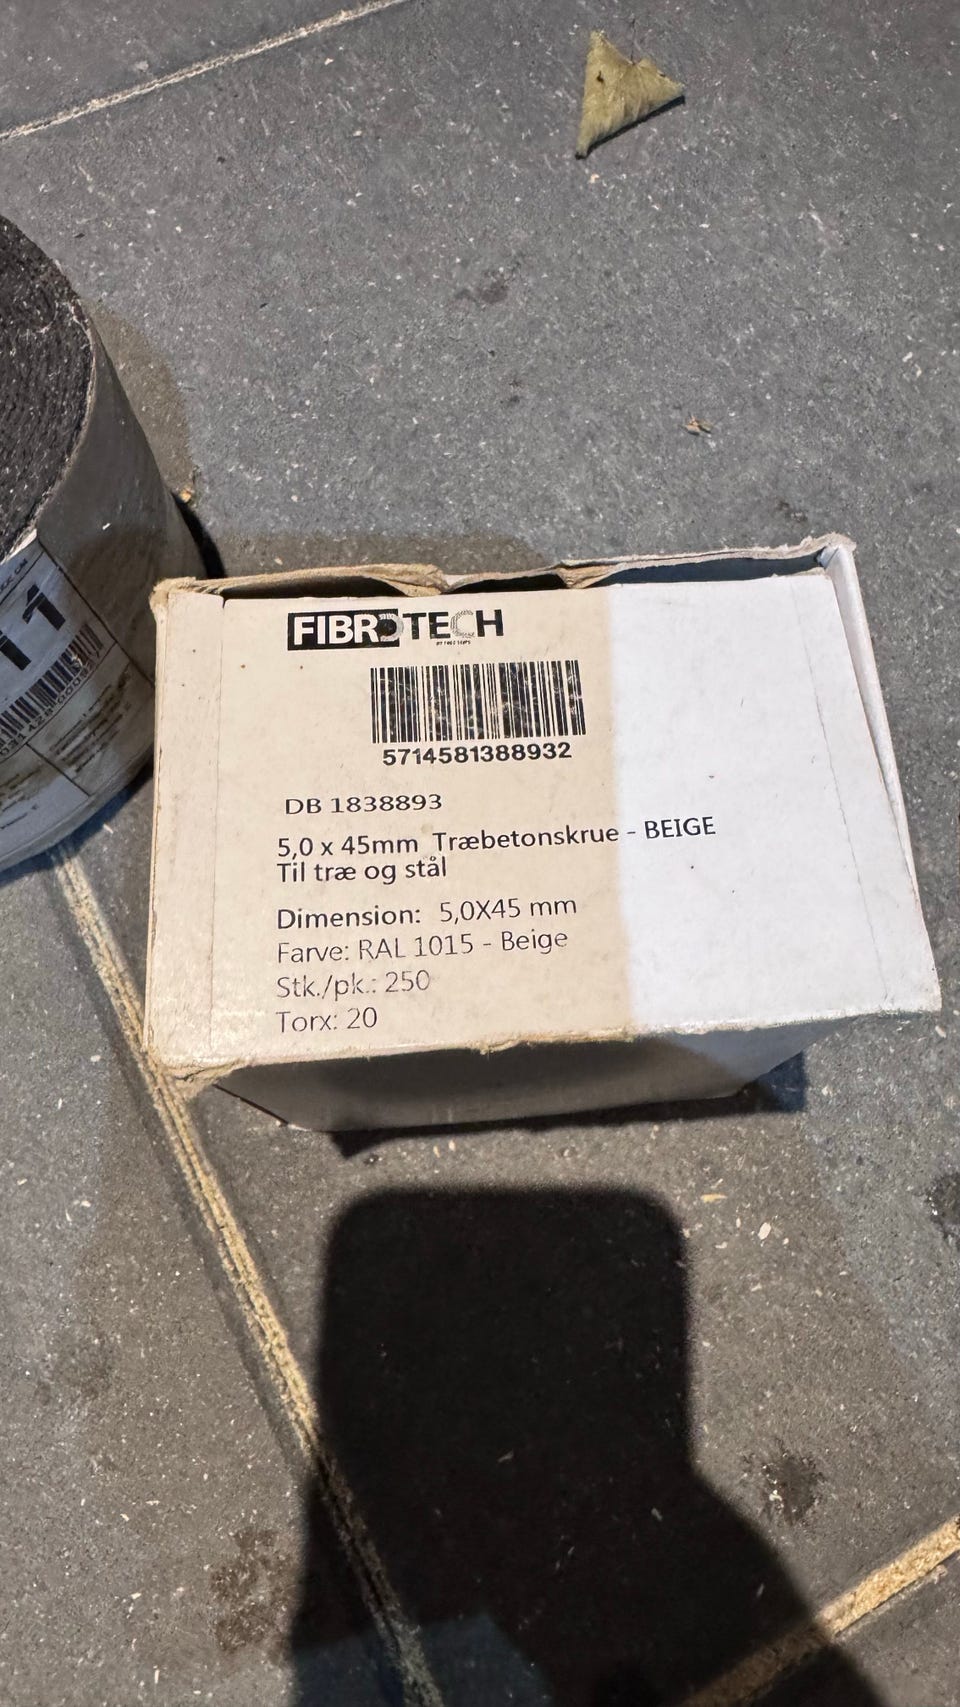 FIBROTECH
5714581388932
DB 1838893
5,0 x 45mm Træbetonskrue - BEIGE
Til træ og stål
Dimension: 5,0X45 mm
Farve: RAL 1015 - Beige
Stk./pk.: 250
Torx: 20